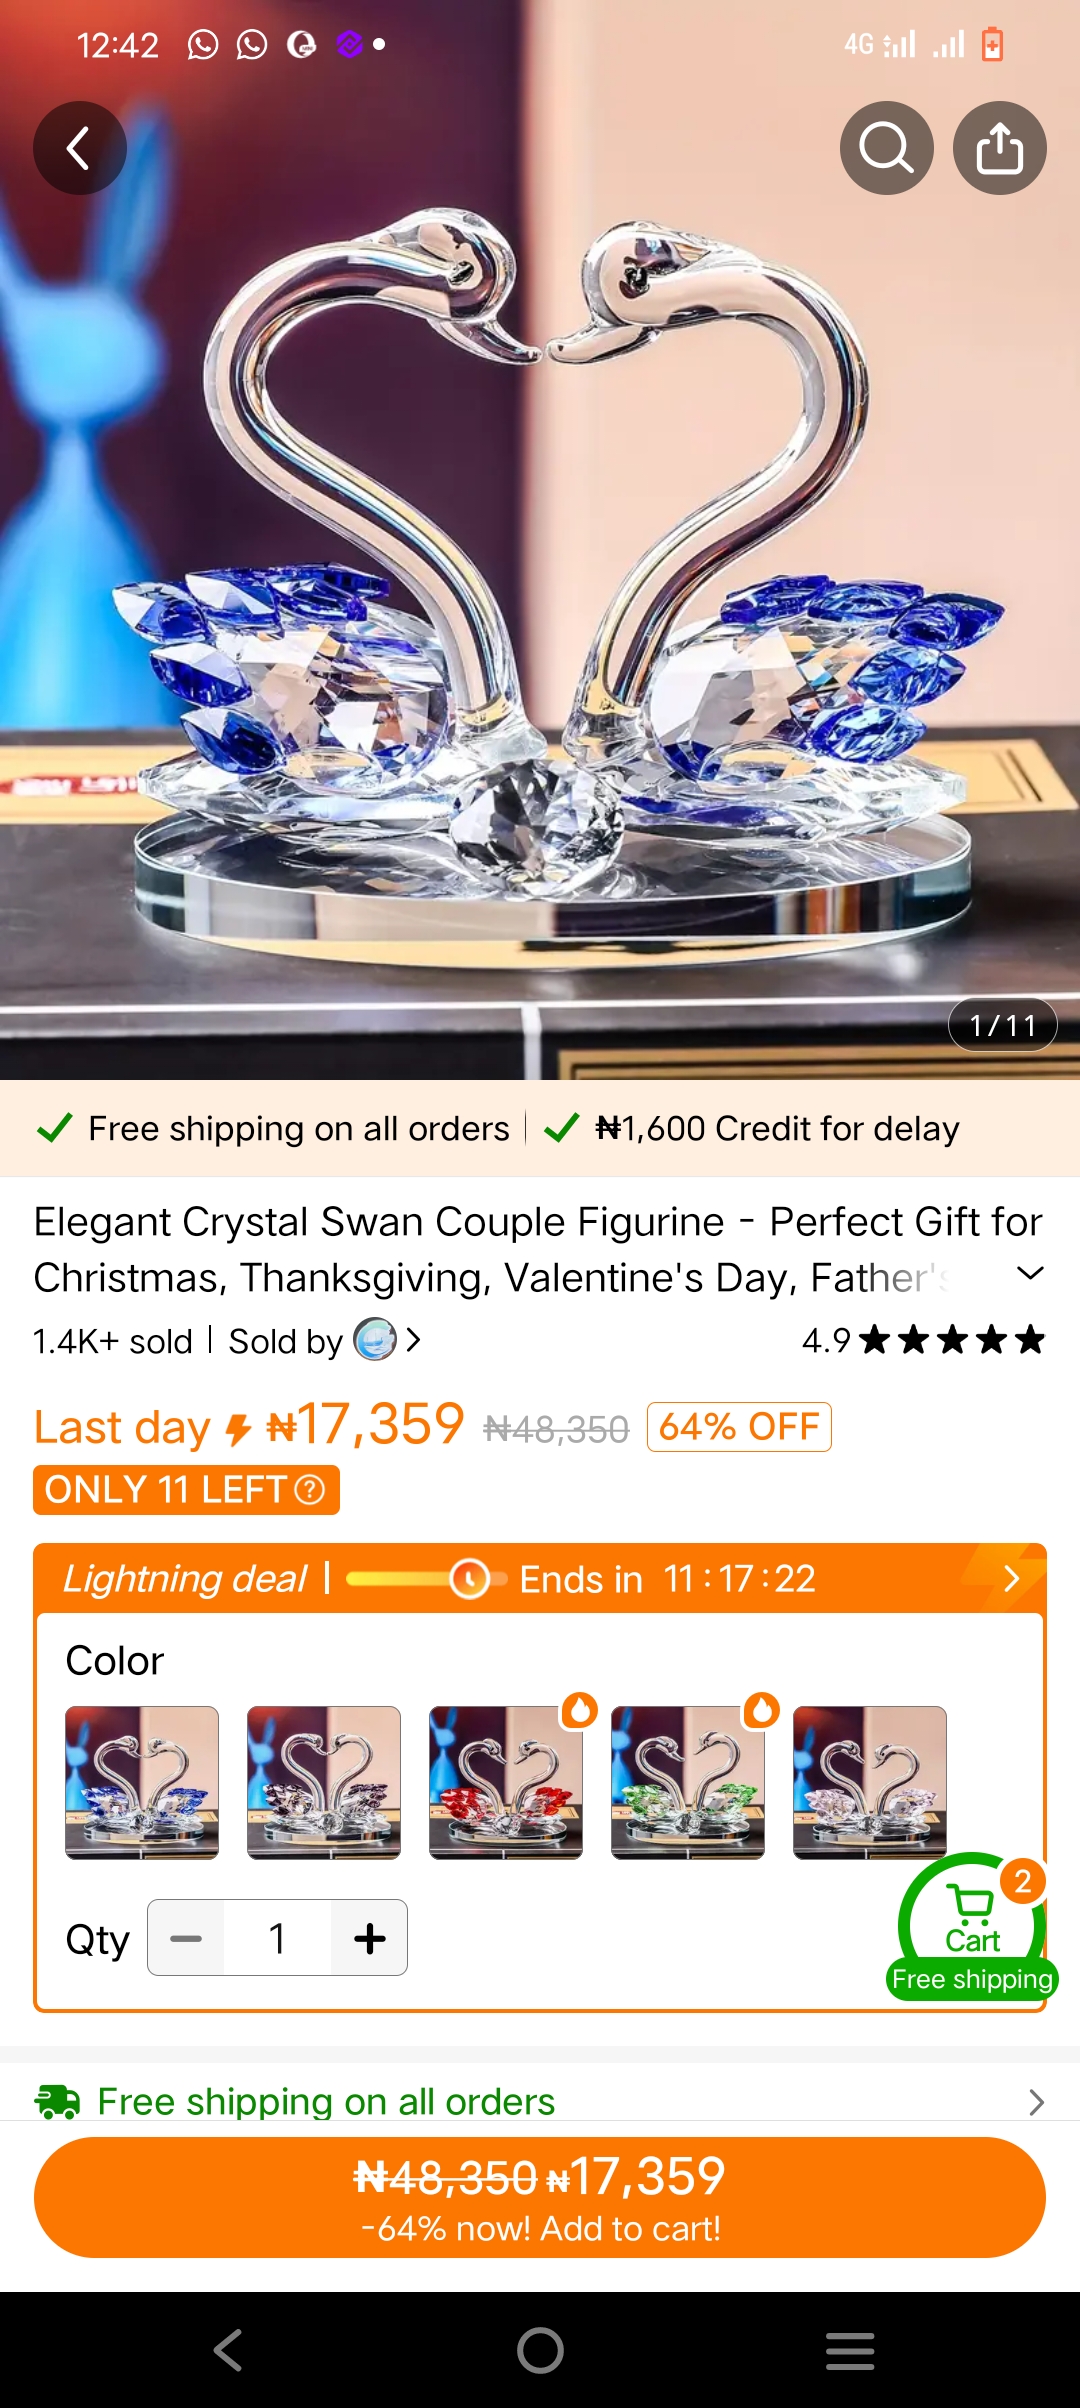 12:42
4G
1/11
Free shipping on all orders
₦1,600 Credit for delay
Elegant Crystal Swan Couple Figurine - Perfect Gift for
Christmas, Thanksgiving, Valentine's Day, Father's
1.4K+ sold | Sold by
4.9
Last day ₦17,359 ₦48,350 64% OFF
ONLY 11 LEFT ?
Lightning deal | Ends in 11:17:22
Color
2
Cart
Free shipping
Qty − 1 +
Free shipping on all orders
₦48,350 ₦17,359
-64% now! Add to cart!